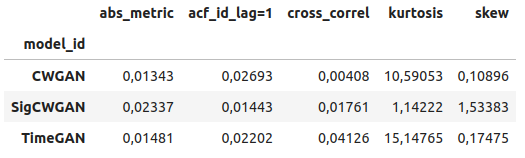 abs_metric acf_id_lag=1 cross_correl kurtosis skew
model_id
CWGAN 0,01343 0,02693 0,00408 10,59053 0,10896
SigCWGAN 0,02337 0,01443 0,01761 1,14222 1,53383
TimeGAN 0,01481 0,02202 0,04126 15,14765 0,17475